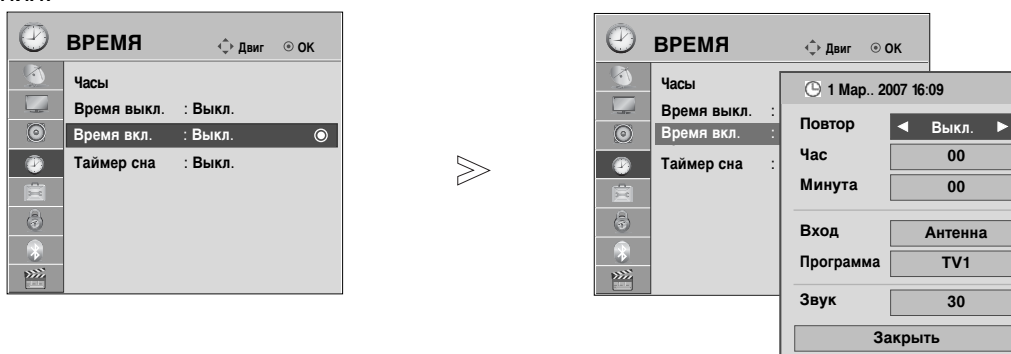 ВРЕМЯ
Двиг
ОК
Часы
Время выкл. : Выкл.
Время вкл. : Выкл.
Таймер сна : Выкл.
ВРЕМЯ
Двиг
ОК
Часы
Время выкл. :
Время вкл. :
Таймер сна :
1 Мар.. 2007 16:09
Повтор ◄ Выкл. ►
Час 00
Минута 00
Вход Антенна
Программа TV1
Звук 30
Закрыть